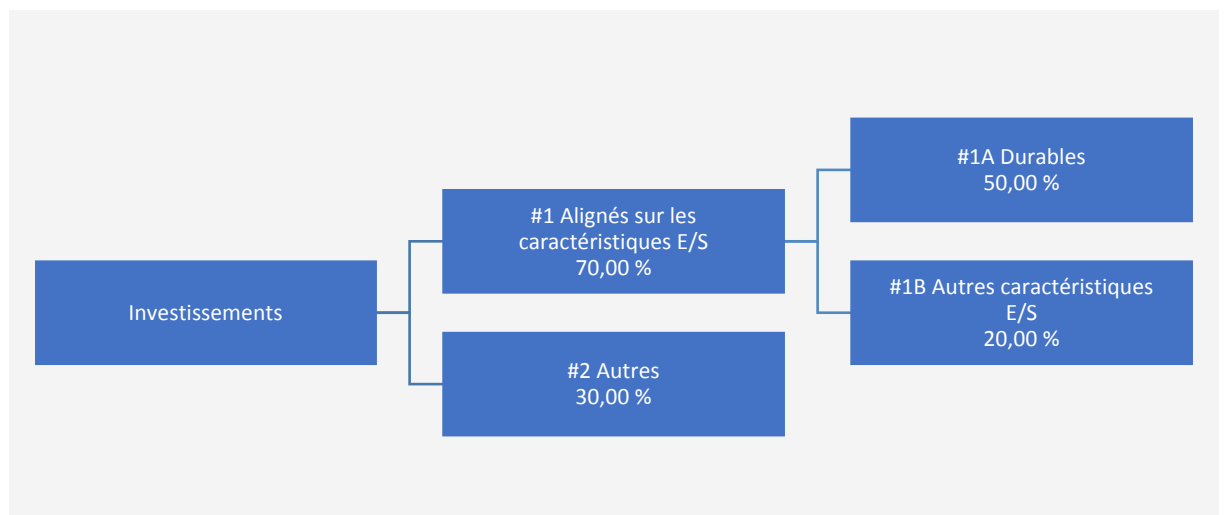 Investissements
#1 Alignés sur les
caractéristiques E/S
70,00 %
#2 Autres
30,00 %
#1A Durables
50,00 %
#1B Autres caractéristiques
E/S
20,00 %